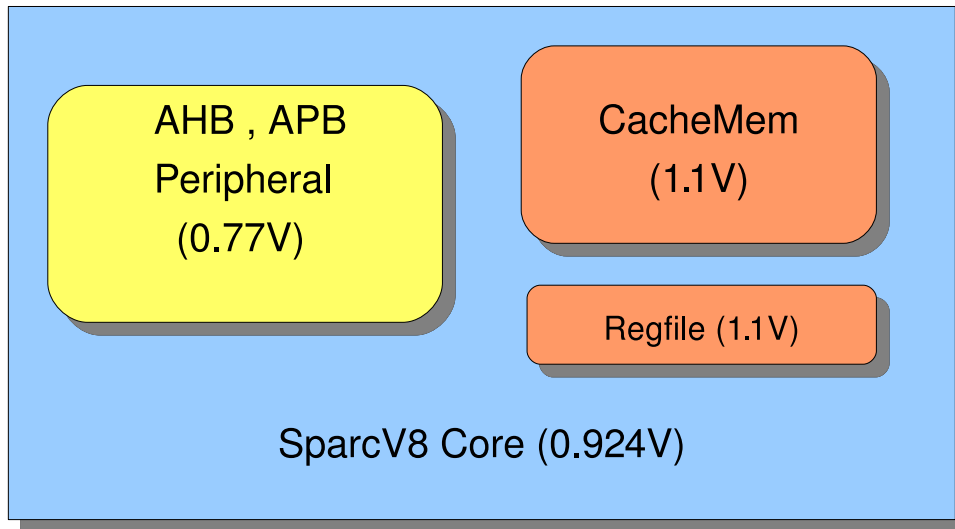 AHB , APB
Peripheral
(0.77V)
CacheMem
(1.1V)
Regfile (1.1V)
SparcV8 Core (0.924V)